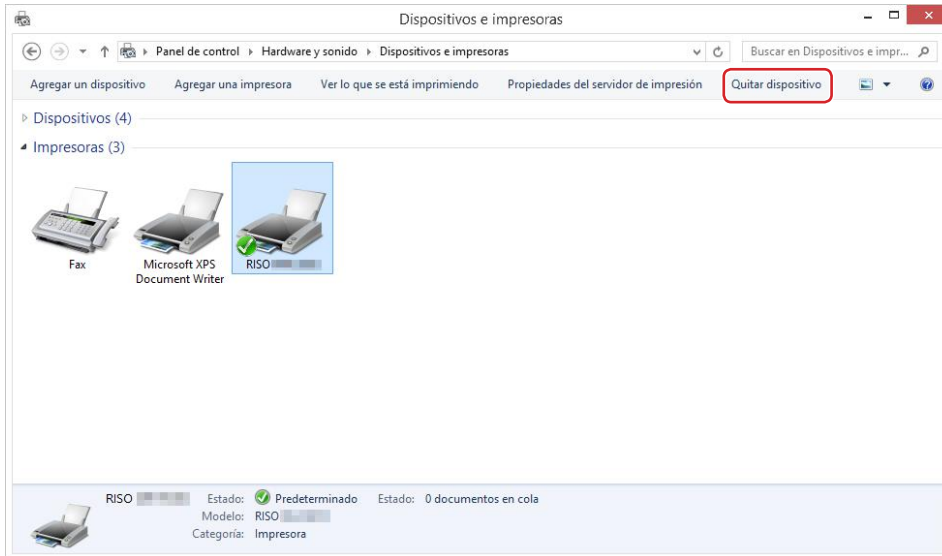 Dispositivos e impresoras
Panel de control Hardware y sonido Dispositivos e impresoras Buscar en Dispositivos e impr...
Agregar un dispositivo Agregar una impresora Ver lo que se está imprimiendo Propiedades del servidor de impresión Quitar dispositivo
Dispositivos (4)
Impresoras (3)
Fax
Microsoft XPS
Document Writer
RISO
RISO Estado: Predeterminado Estado: 0 documentos en cola
Modelo: RISO
Categoría: Impresora